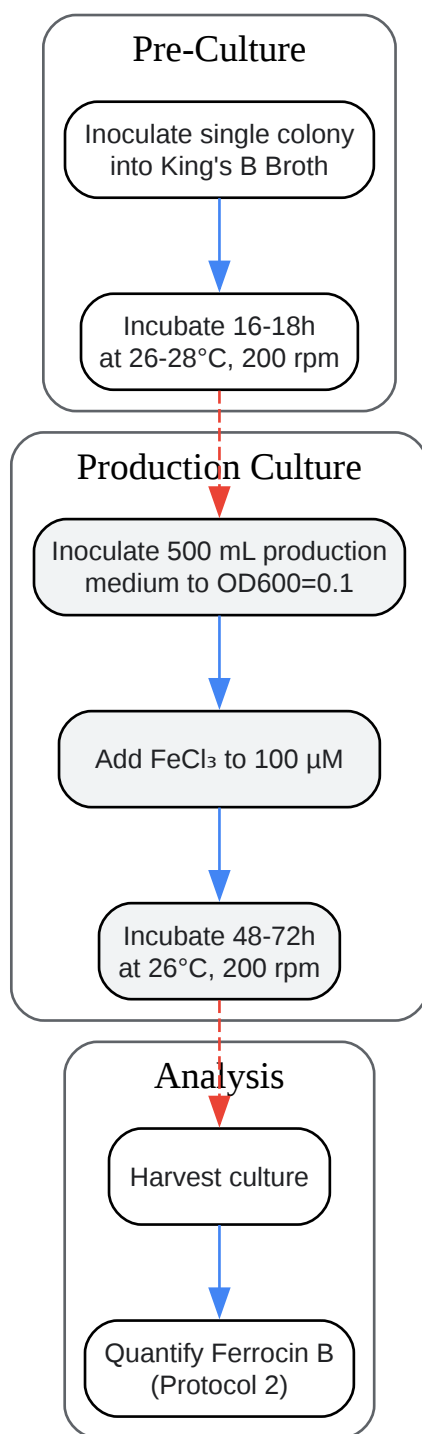 Pre-Culture
Inoculate single colony
into King's B Broth
Incubate 16-18h
at 26-28°C, 200 rpm
Production Culture
Inoculate 500 mL production
medium to OD600=0.1
Add FeCl₃ to 100 µM
Incubate 48-72h
at 26°C, 200 rpm
Analysis
Harvest culture
Quantify Ferrocin B
(Protocol 2)